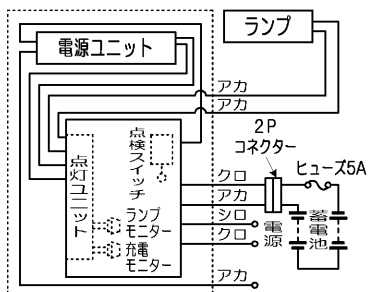 電源ユニット
ランプ
アカ
アカ
点灯ユニット
点検スイッチ
2P
コネクター
ヒューズ5A
クロ
アカ
シロ
クロ
ランプ
モニター
充電
モニター
電源
蓄電池
アカ